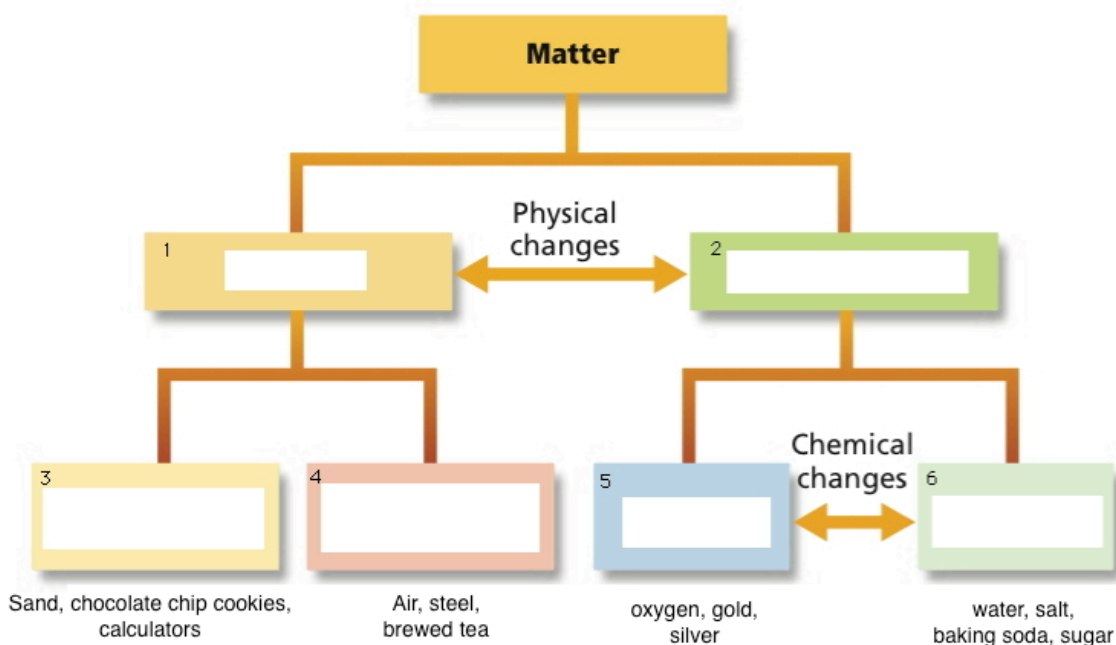 Matter
Physical
changes
1
2
Chemical
changes
3
4
5
6
Sand, chocolate chip cookies,
calculators
Air, steel,
brewed tea
oxygen, gold,
silver
water, salt,
baking soda, sugar